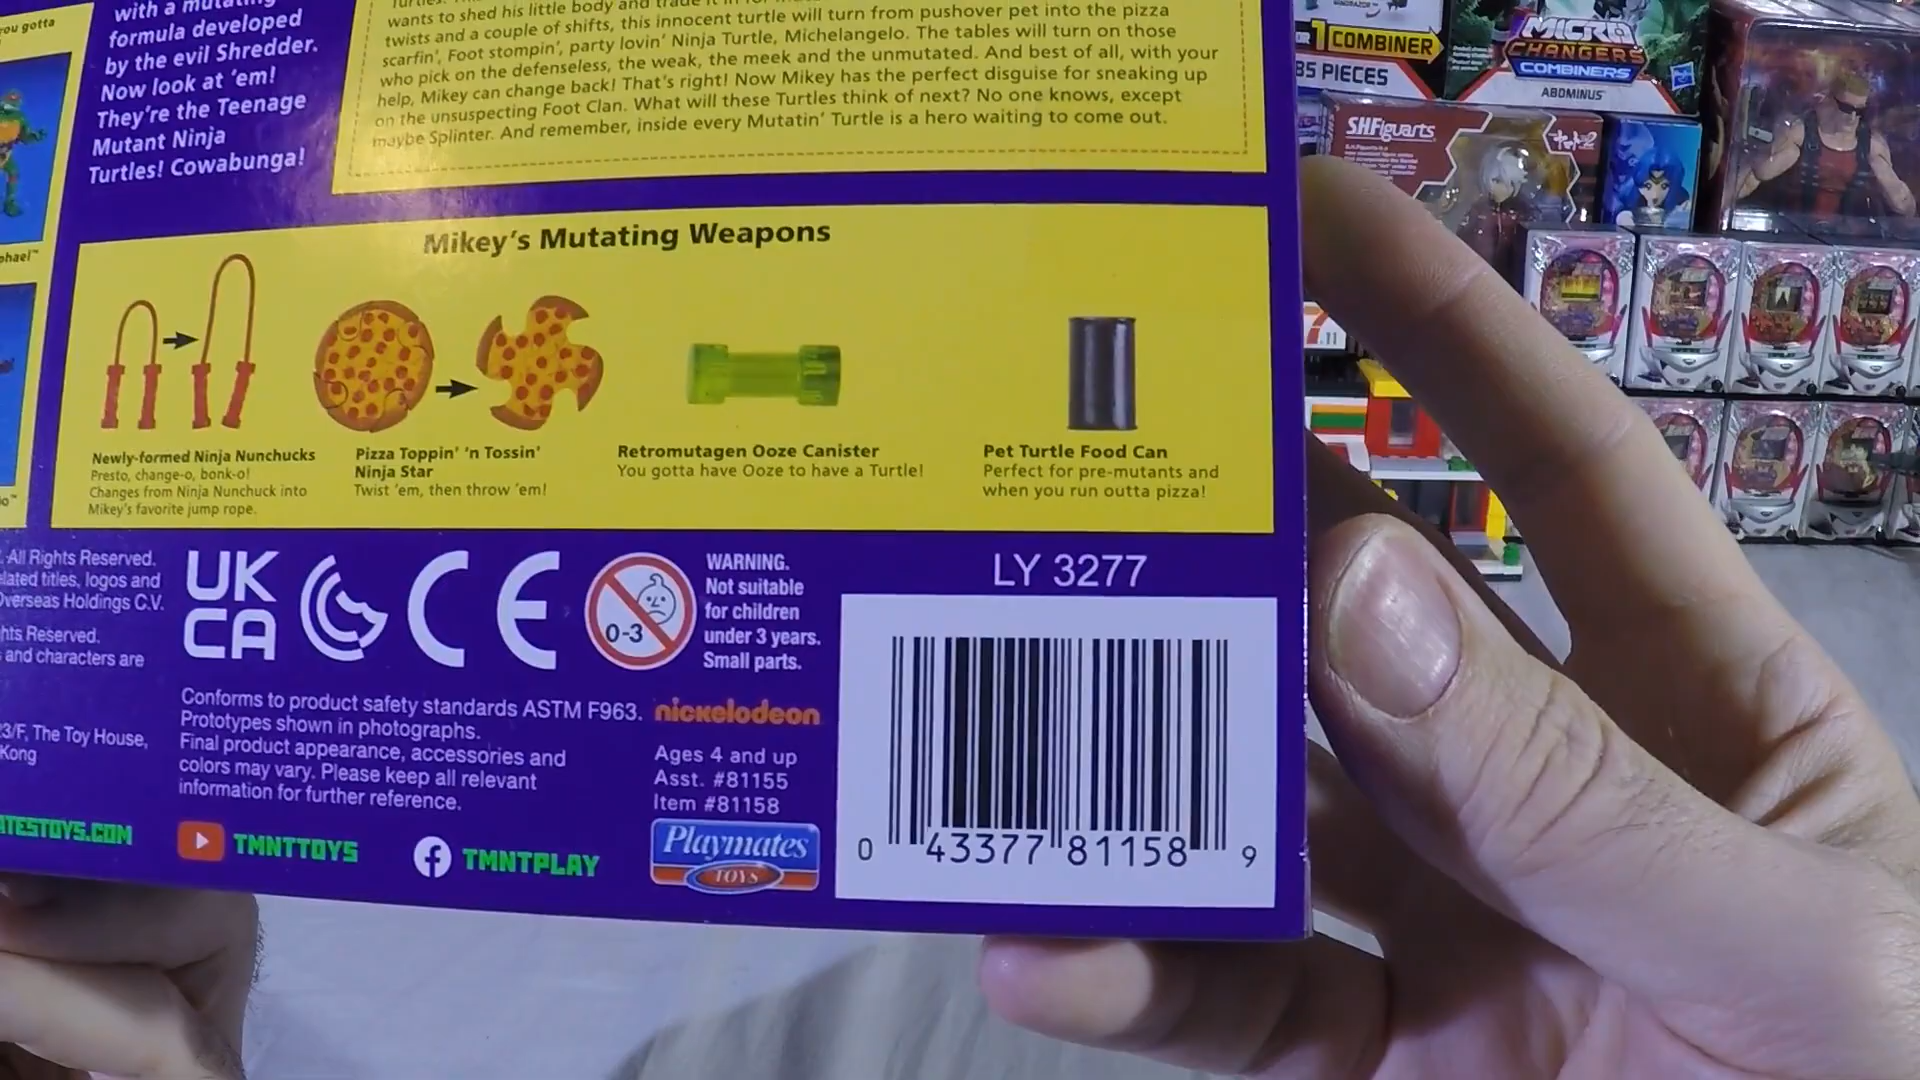 with a mutating
formula developed
by the evil Shredder.
Now look at 'em!
They're the Teenage
Mutant Ninja
Turtles! Cowabunga!
you gotta
wants to shed his little body and trade it in for
twists and a couple of shifts, this innocent turtle will turn from pushover pet into the pizza
scarfin', Foot stompin', party lovin' Ninja Turtle, Michelangelo. The tables will turn on those
who pick on the defenseless, the weak, the meek and the unmutated. And best of all, with your
help, Mikey can change back! That's right! Now Mikey has the perfect disguise for sneaking up
on the unsuspecting Foot Clan. What will these Turtles think of next? No one knows, except
maybe Splinter. And remember, inside every Mutatin' Turtle is a hero waiting to come out.
phael™
Mikey's Mutating Weapons
Newly-formed Ninja Nunchucks
Presto, change-o, bonk-o!
Changes from Ninja Nunchuck into
Mikey's favorite jump rope.
Pizza Toppin' 'n Tossin'
Ninja Star
Twist 'em, then throw 'em!
Retromutagen Ooze Canister
You gotta have Ooze to have a Turtle!
Pet Turtle Food Can
Perfect for pre-mutants and
when you run outta pizza!
All Rights Reserved.
lated titles, logos and
Overseas Holdings C.V.
hts Reserved.
and characters are
23/F, The Toy House,
Kong
UK
CA
CE
0-3
WARNING.
Not suitable
for children
under 3 years.
Small parts.
Conforms to product safety standards ASTM F963.
Prototypes shown in photographs.
Final product appearance, accessories and
colors may vary. Please keep all relevant
information for further reference.
nickelodeon
Ages 4 and up
Asst. #81155
Item #81158
Playmates
TOYS
ATESTOYS.COM
TMNTTOYS
TMNTPLAY
LY 3277
0 43377 81158 9
1 COMBINER
85 PIECES
MICRO
CHANGERS
COMBINERS
ABOMINUS
S.H.Figuarts
7.11